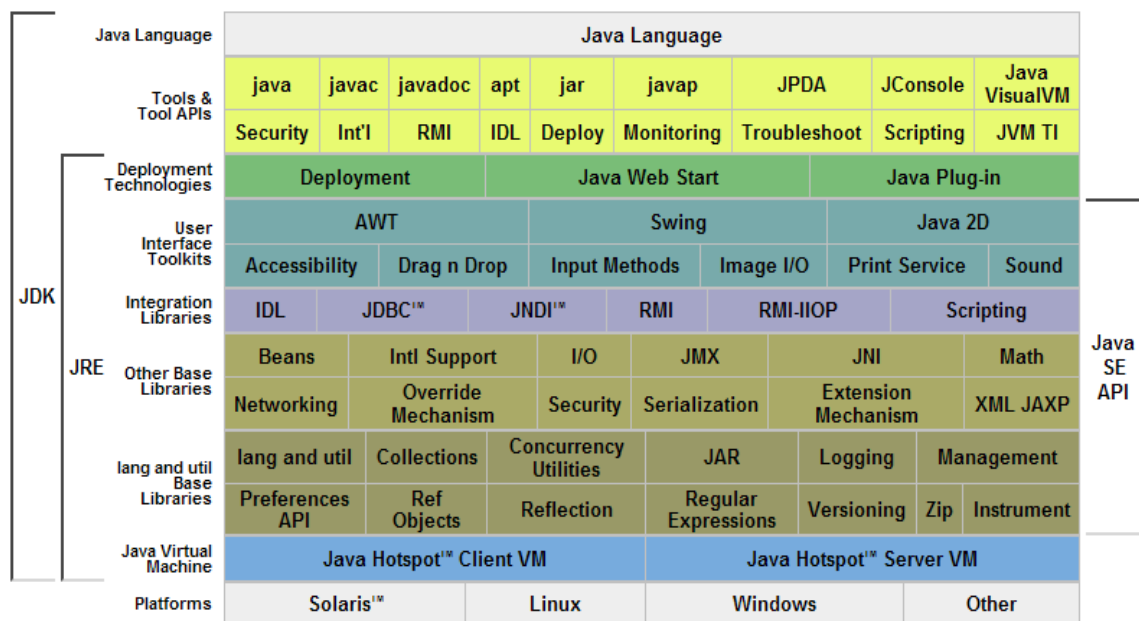 Java Language
Java Language
Tools &
Tool APIs
java javac javadoc apt jar javap JPDA JConsole Java
VisualVM
Security Int'l RMI IDL Deploy Monitoring Troubleshoot Scripting JVM TI
Deployment
Technologies
Deployment Java Web Start Java Plug-in
User
Interface
Toolkits
AWT Swing Java 2D
Accessibility Drag n Drop Input Methods Image I/O Print Service Sound
Integration
Libraries
IDL JDBC™ JNDI™ RMI RMI-IIOP Scripting
JDK
JRE
Other Base
Libraries
Beans Intl Support I/O JMX JNI Math
Networking Override
Mechanism Security Serialization Extension
Mechanism XML JAXP
Java
SE
API
lang and util
Base
Libraries
lang and util Collections Concurrency
Utilities JAR Logging Management
Preferences
API Ref
Objects Reflection Regular
Expressions Versioning Zip Instrument
Java Virtual
Machine
Java Hotspot™ Client VM Java Hotspot™ Server VM
Platforms
Solaris™ Linux Windows Other